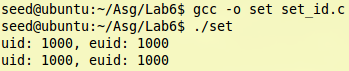 seed@ubuntu:~/Asg/Lab6$ gcc -o set set_id.c
seed@ubuntu:~/Asg/Lab6$ ./set
uid: 1000, euid: 1000
uid: 1000, euid: 1000